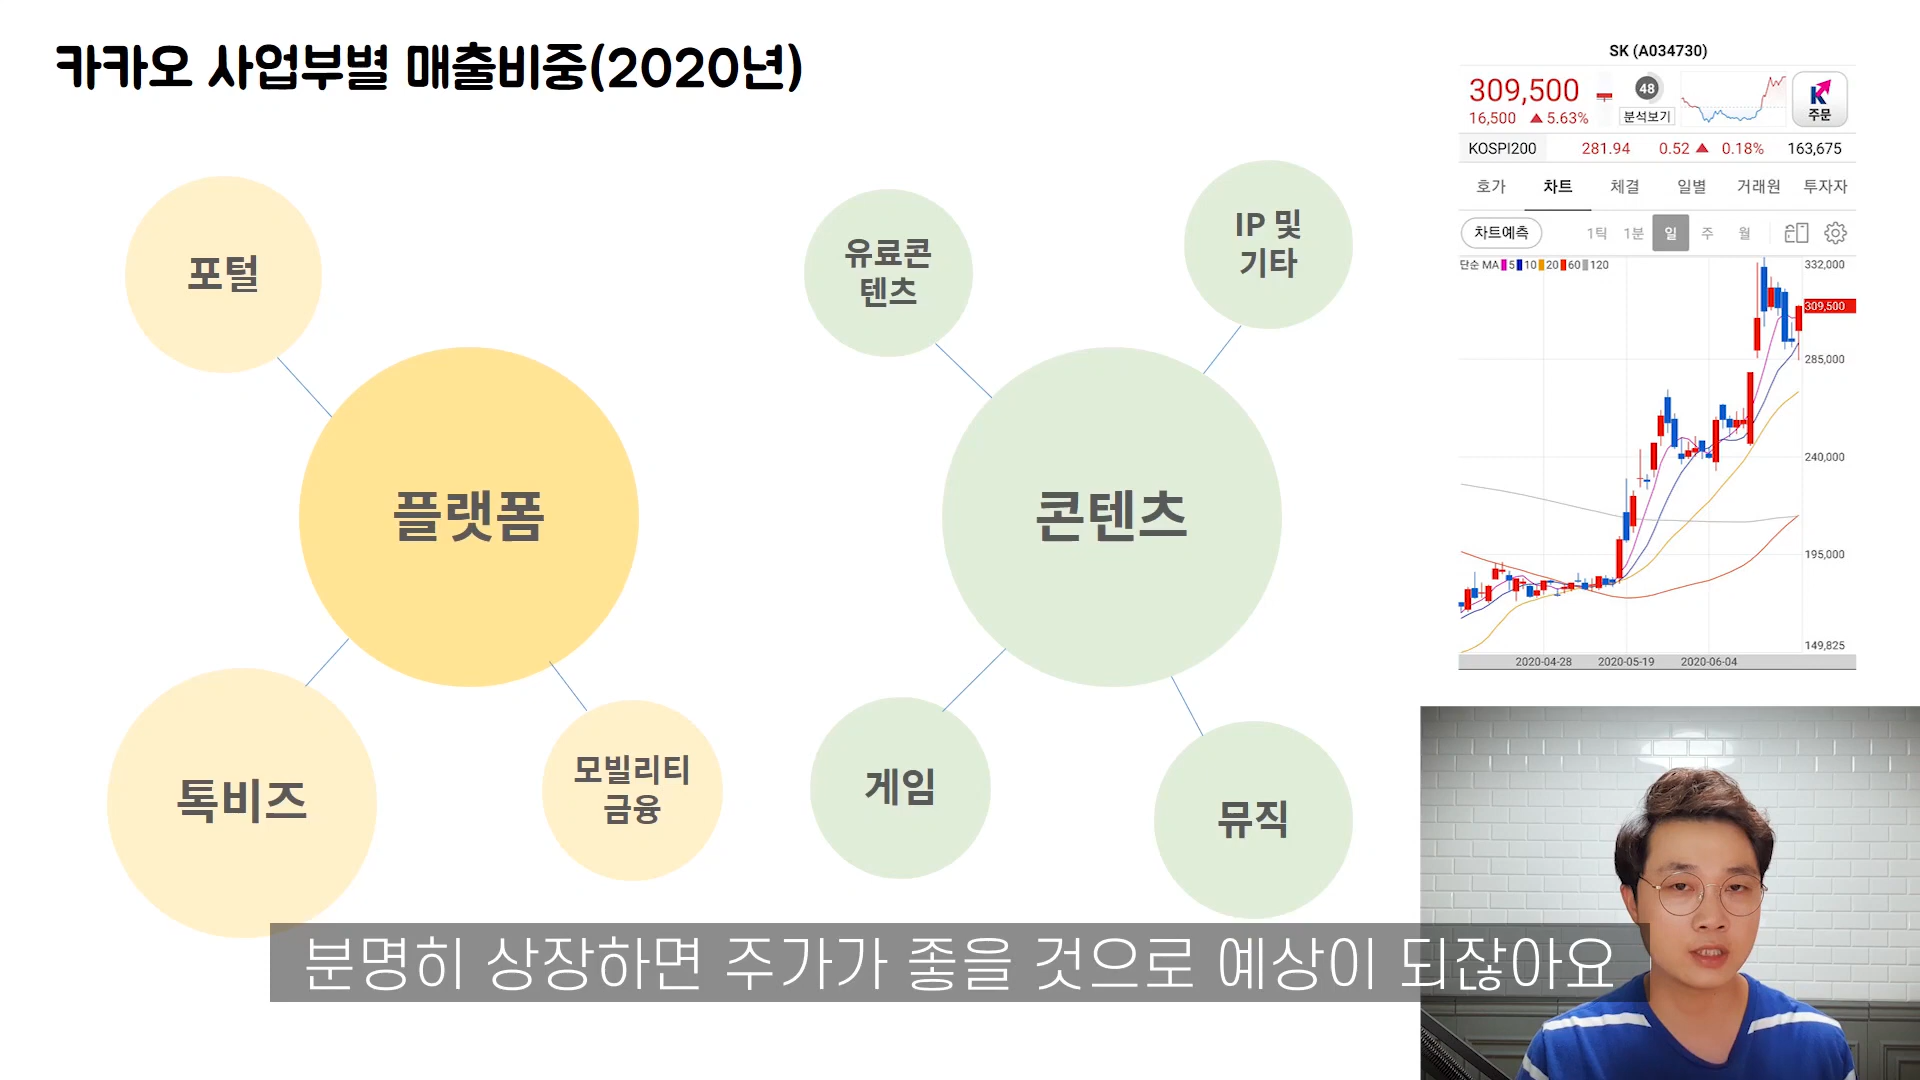 카카오 사업부별 매출비중(2020년)
포털
플랫폼
톡비즈
모빌리티
금융
유료콘
텐츠
IP 및
기타
콘텐츠
게임
뮤직
SK (A034730)
309,500
16,500 ▲ 5.63%
48
분석보기
주문
KOSPI200 281.94 0.52 ▲ 0.18% 163,675
호가 차트 체결 일별 거래원 투자자
차트예측 1틱 1분 일 주 월
단순 MA 5 10 20 60 120
332,000
309,500
285,000
240,000
195,000
149,825
2020-04-28 2020-05-19 2020-06-04
분명히 상장하면 주가가 좋을 것으로 예상이 되잖아요